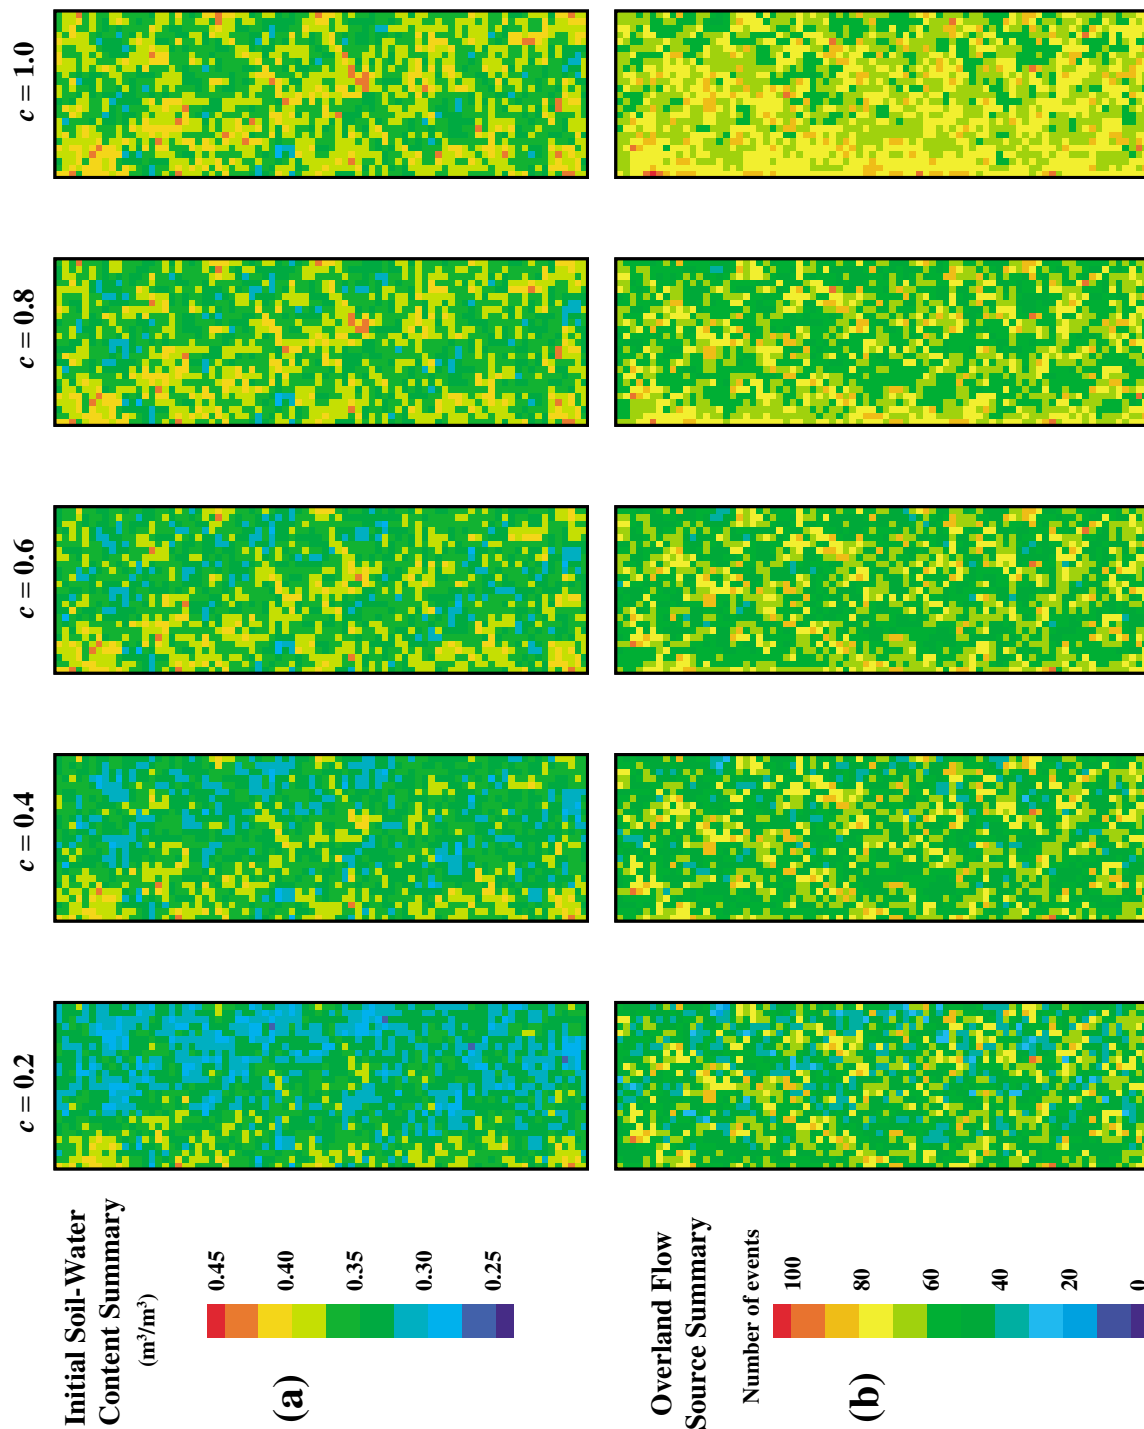 c = 0.2
c = 0.4
c = 0.6
c = 0.8
c = 1.0
Initial Soil-Water
Content Summary
(m³/m³)
0.45
0.40
0.35
0.30
0.25
(a)
Overland Flow
Source Summary
Number of events
100
80
60
40
20
0
(b)